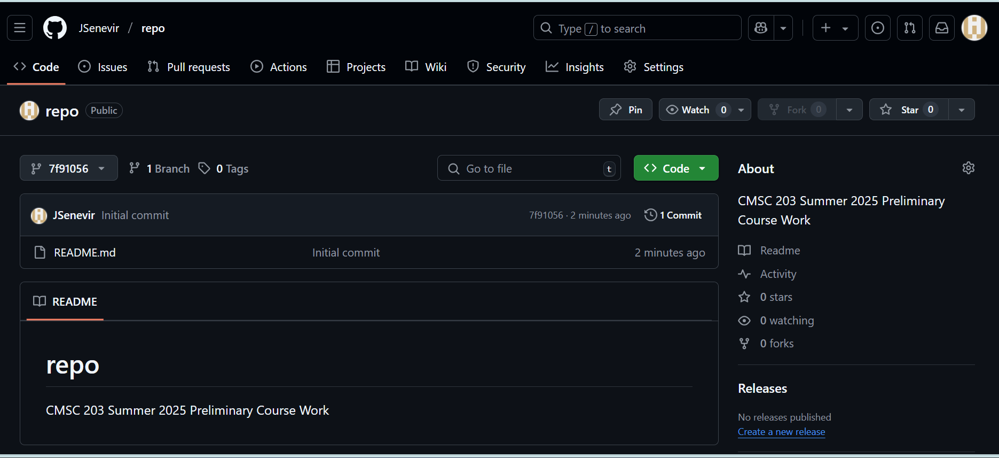 JSenevir / repo
Type / to search
Code Issues Pull requests Actions Projects Wiki Security Insights Settings
repo Public
Pin Watch 0 Fork 0 Star 0
7f91056 1 Branch 0 Tags
Go to file t
Code
JSenevir Initial commit 7f91056 · 2 minutes ago 1 Commit
README.md Initial commit 2 minutes ago
README
repo
CMSC 203 Summer 2025 Preliminary Course Work
About
CMSC 203 Summer 2025 Preliminary
Course Work
Readme
Activity
0 stars
0 watching
0 forks
Releases
No releases published
Create a new release